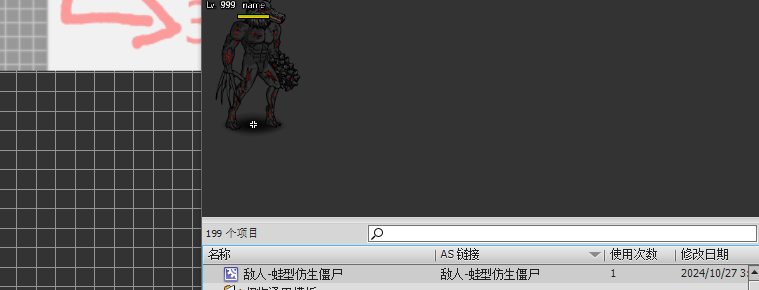 Lv 999 name
199 个项目
名称 AS 链接 使用次数 修改日期
敌人-蛙型仿生僵尸 敌人-蛙型仿生僵尸 1 2024/10/27 3: